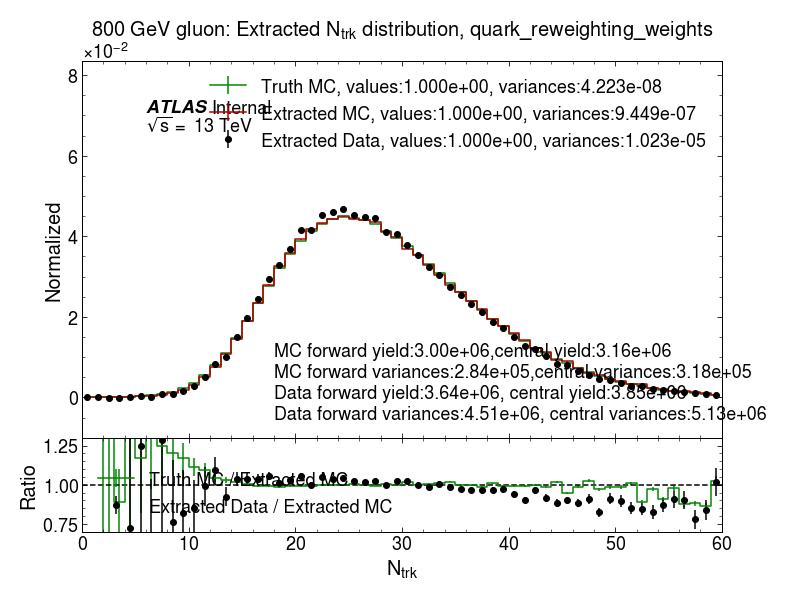 800 GeV gluon: Extracted Ntrk distribution, quark_reweighting_weights
×10−2
Truth MC, values:1.000e+00, variances:4.223e-08
ATLAS Internal
Extracted MC, values:1.000e+00, variances:9.449e-07
√s = 13 TeV
Extracted Data, values:1.000e+00, variances:1.023e-05
8
6
4
2
0
Normalized
MC forward yield:3.00e+06,central yield:3.16e+06
MC forward variances:2.84e+05,central variances:3.18e+05
Data forward yield:3.64e+06, central yield:3.85e+06
Data forward variances:4.51e+06, central variances:5.13e+06
1.25
1.00
0.75
Ratio
Truth MC / Extracted MC
Extracted Data / Extracted MC
0 10 20 30 40 50 60
Ntrk